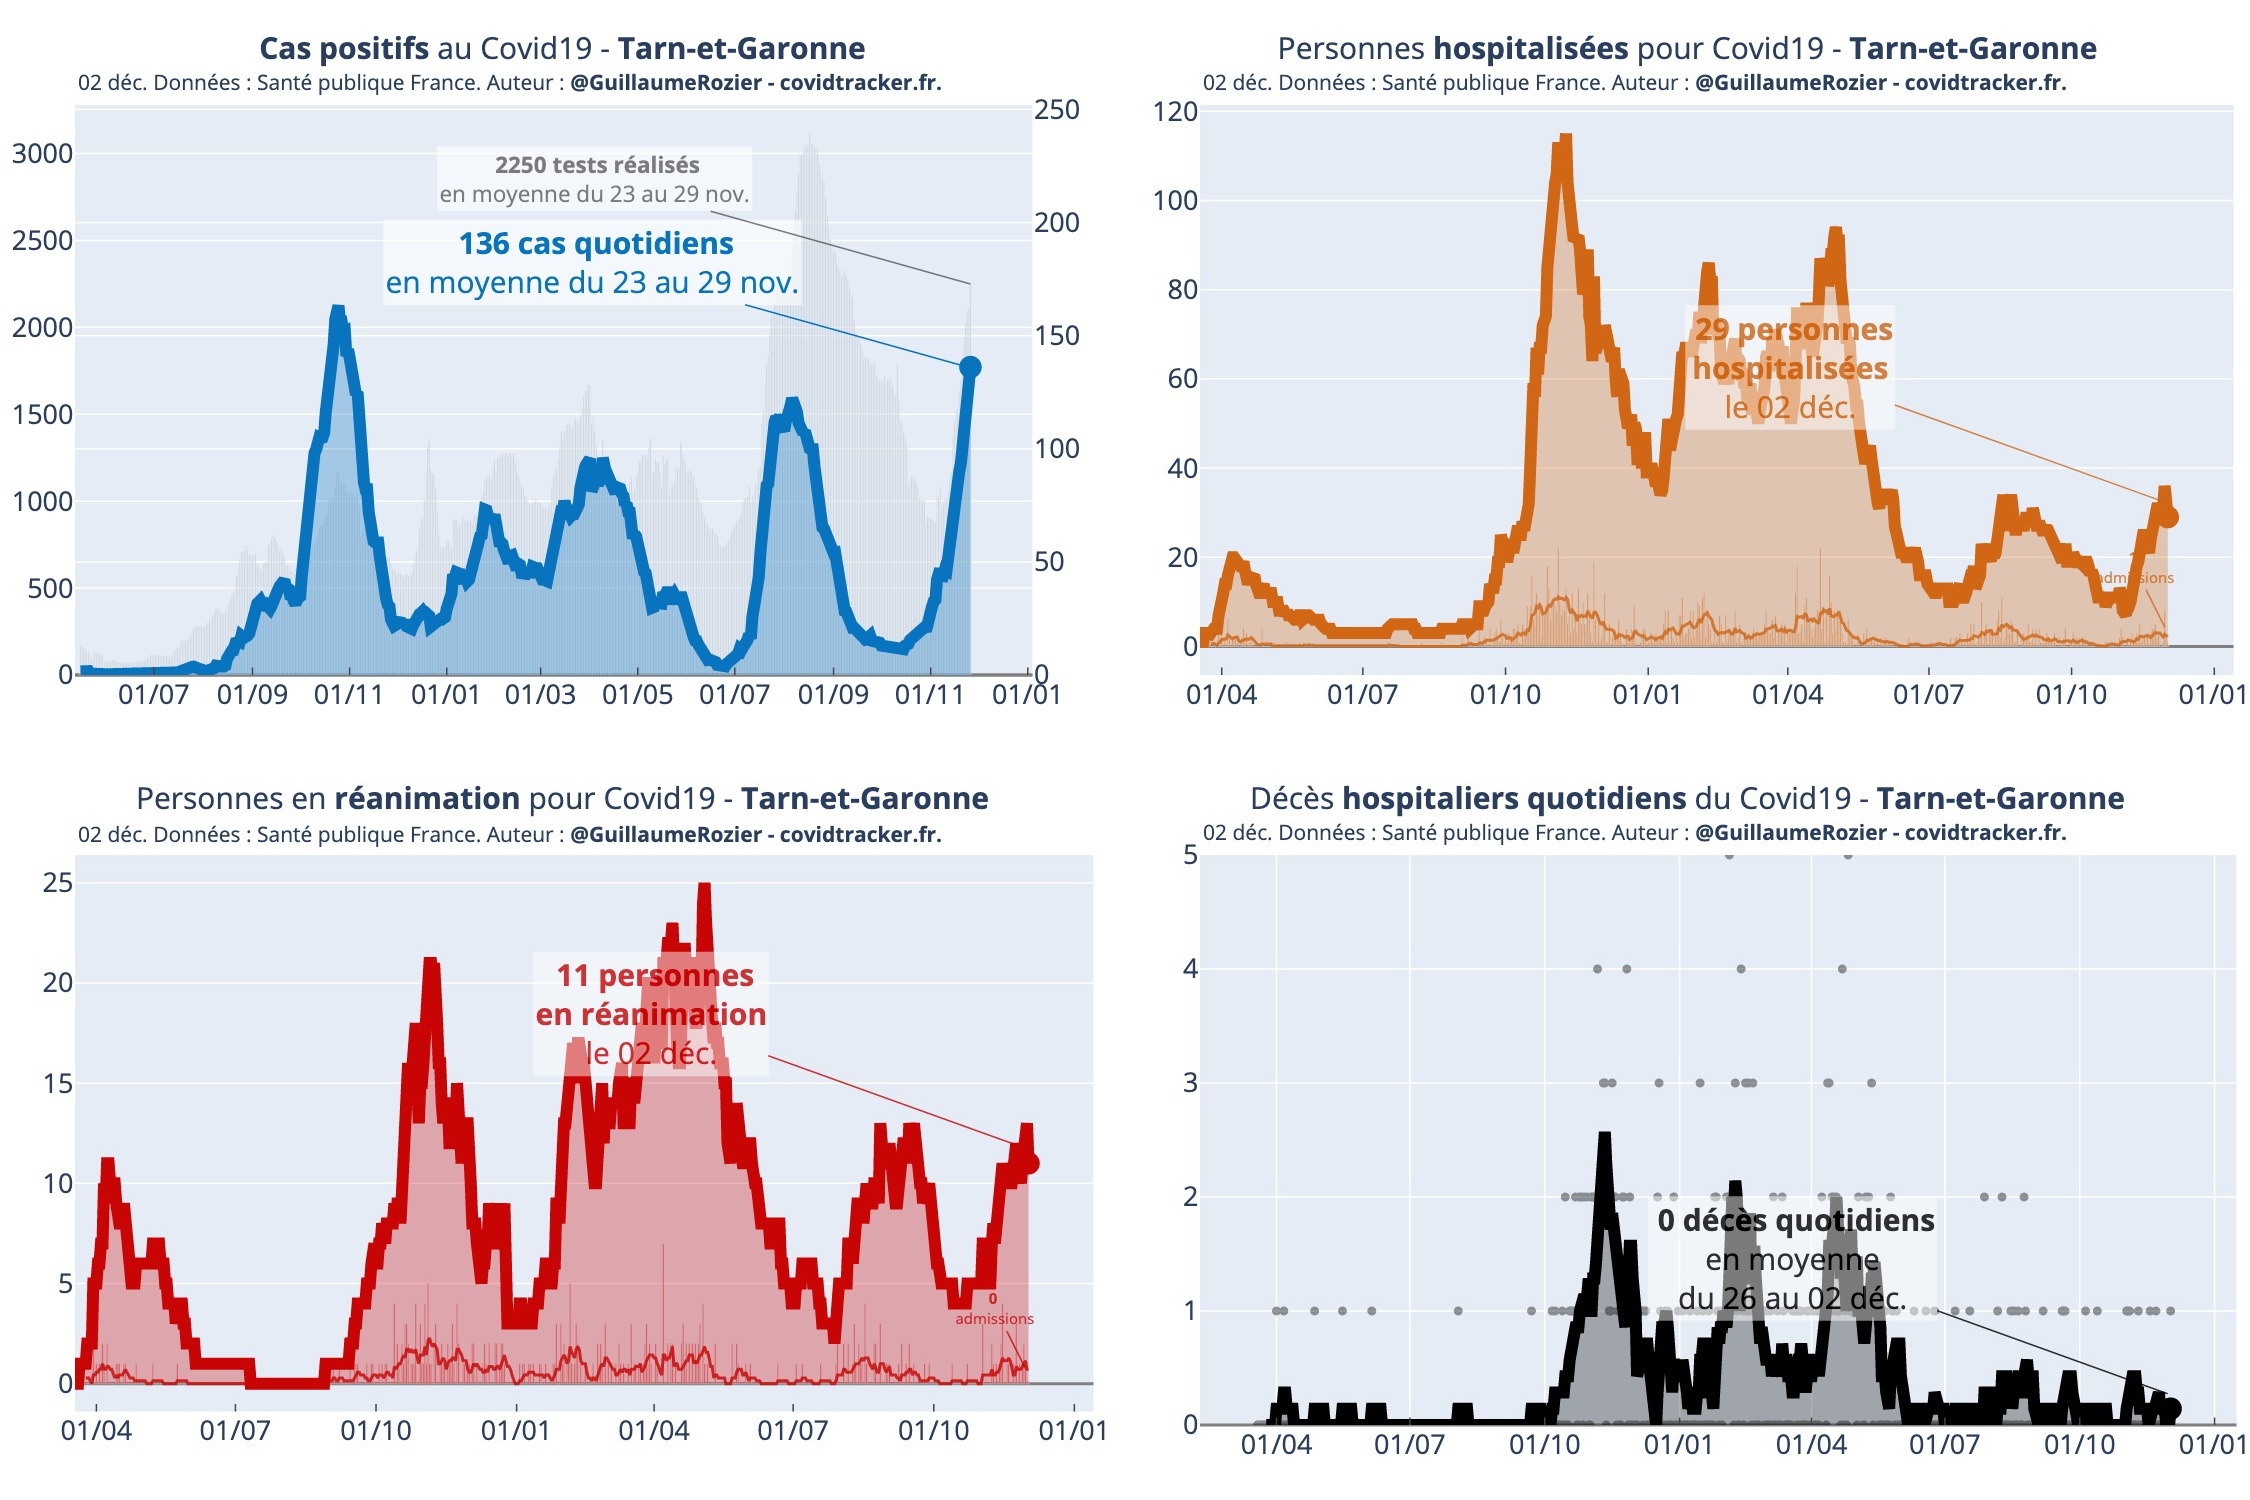 Cas positifs au Covid19 - Tarn-et-Garonne
02 déc. Données : Santé publique France. Auteur : @GuillaumeRozier - covidtracker.fr.
250
3000
2500
2000
1500
1000
500
0
200
150
100
50
0
2250 tests réalisés
en moyenne du 23 au 29 nov.
136 cas quotidiens
en moyenne du 23 au 29 nov.
01/07 01/09 01/11 01/01 01/03 01/05 01/07 01/09 01/11 01/01
Personnes hospitalisées pour Covid19 - Tarn-et-Garonne
02 déc. Données : Santé publique France. Auteur : @GuillaumeRozier - covidtracker.fr.
120
100
80
60
40
20
0
29 personnes
hospitalisées
le 02 déc.
admissions
01/04 01/07 01/10 01/01 01/04 01/07 01/10 01/01
Personnes en réanimation pour Covid19 - Tarn-et-Garonne
02 déc. Données : Santé publique France. Auteur : @GuillaumeRozier - covidtracker.fr.
25
20
15
10
5
0
11 personnes
en réanimation
le 02 déc.
0
admissions
01/04 01/07 01/10 01/01 01/04 01/07 01/10 01/01
Décès hospitaliers quotidiens du Covid19 - Tarn-et-Garonne
02 déc. Données : Santé publique France. Auteur : @GuillaumeRozier - covidtracker.fr.
5
4
3
2
1
0
0 décès quotidiens
en moyenne
du 26 au 02 déc.
01/04 01/07 01/10 01/01 01/04 01/07 01/10 01/01